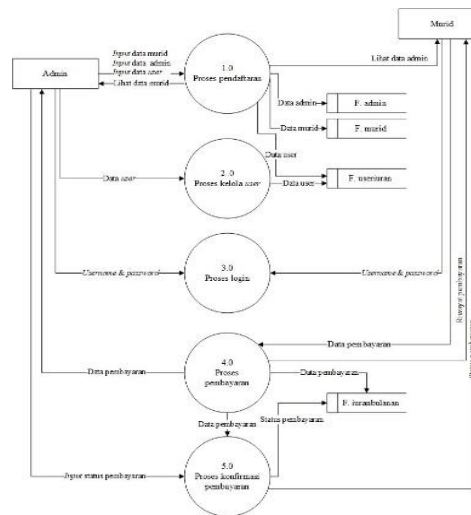 Murid
Input data murid
Input data admin
Input data user
Lihat data murid
Admin
1.0
Proses pendaftaran
Lihat data admin
Data admin
F. admin
Data murid
F. murid
Data user
2.0
Proses kelola user
Data user
Data user
F. useriuran
3.0
Proses login
Username & password
Username & password
Riwayat pembayaran
Data pembayaran
4.0
Proses
pembayaran
Data pembayaran
Data pembayaran
F. iuranbulanan
Status pembayaran
Data pembayaran
5.0
Proses konfirmasi
pembayaran
Input status pembayaran